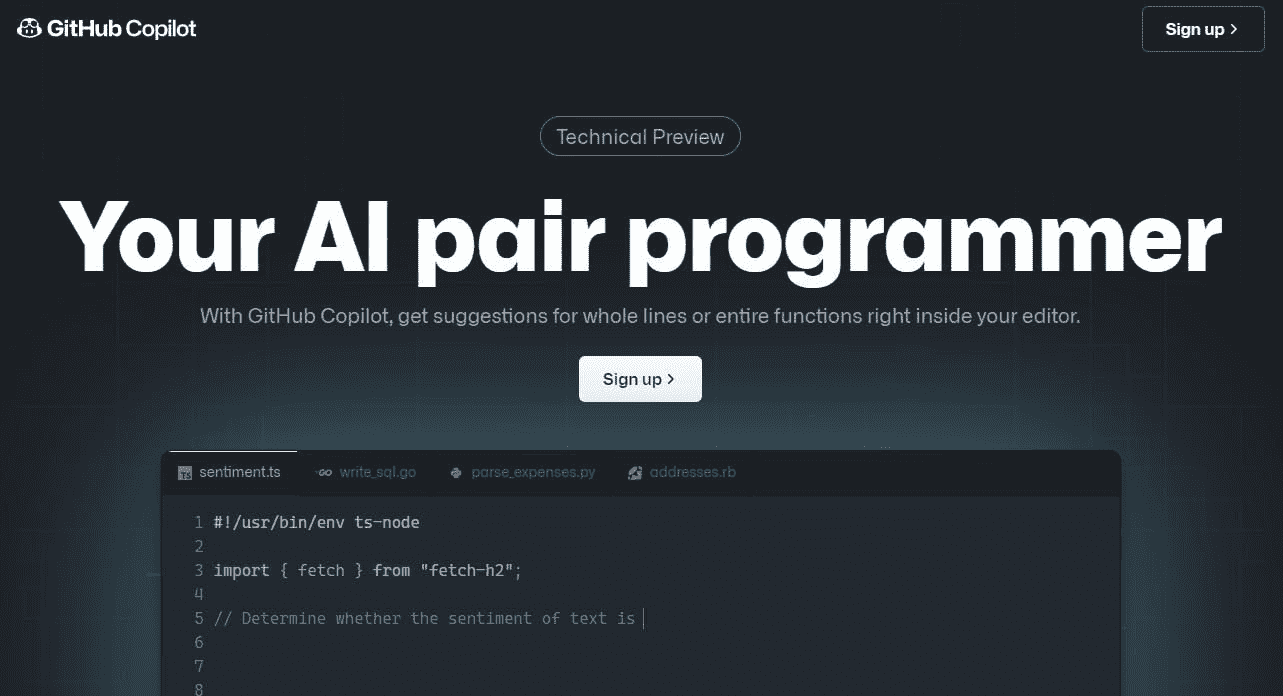 GitHub Copilot
Sign up
Technical Preview
Your AI pair programmer
With GitHub Copilot, get suggestions for whole lines or entire functions right inside your editor.
Sign up
sentiment.ts write_sql.go parse_expenses.py addresses.rb
1 #!/usr/bin/env ts-node
2
3 import { fetch } from "fetch-h2";
4
5 // Determine whether the sentiment of text is
6
7
8